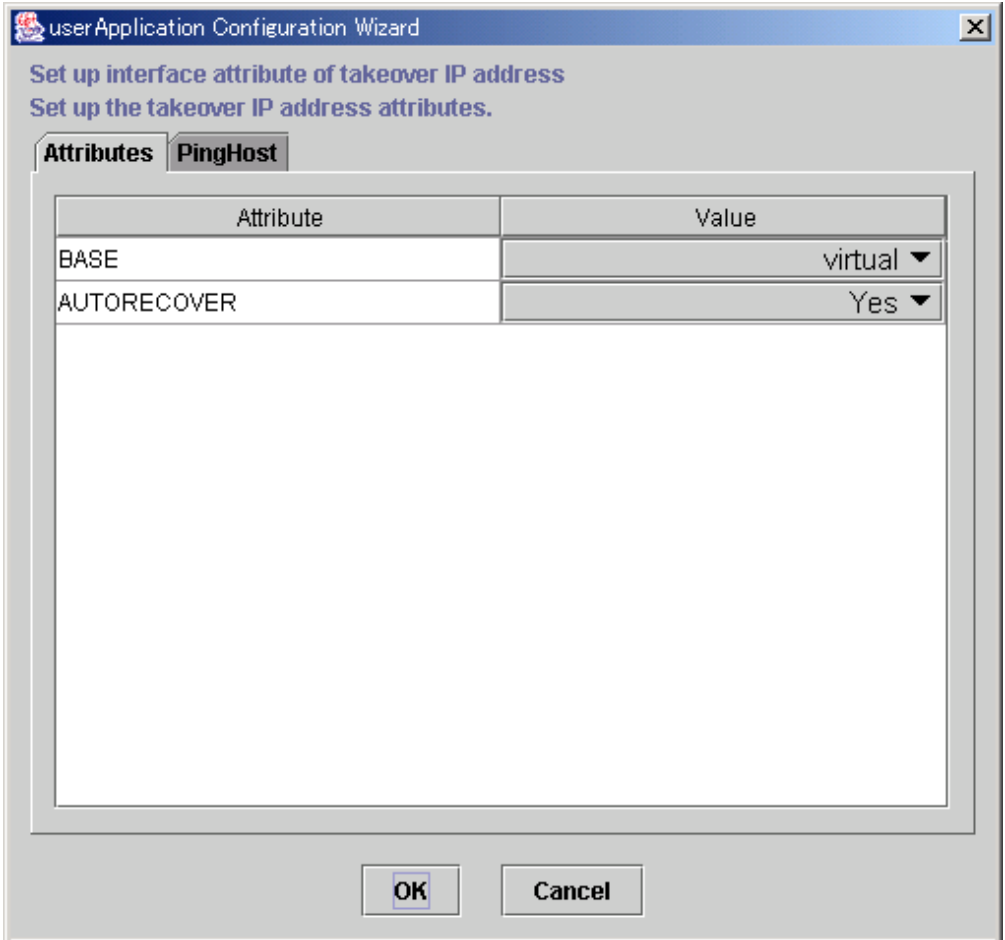 userApplication Configuration Wizard
Set up interface attribute of takeover IP address
Set up the takeover IP address attributes.
Attributes PingHost
Attribute Value
BASE virtual
AUTORECOVER Yes
OK Cancel